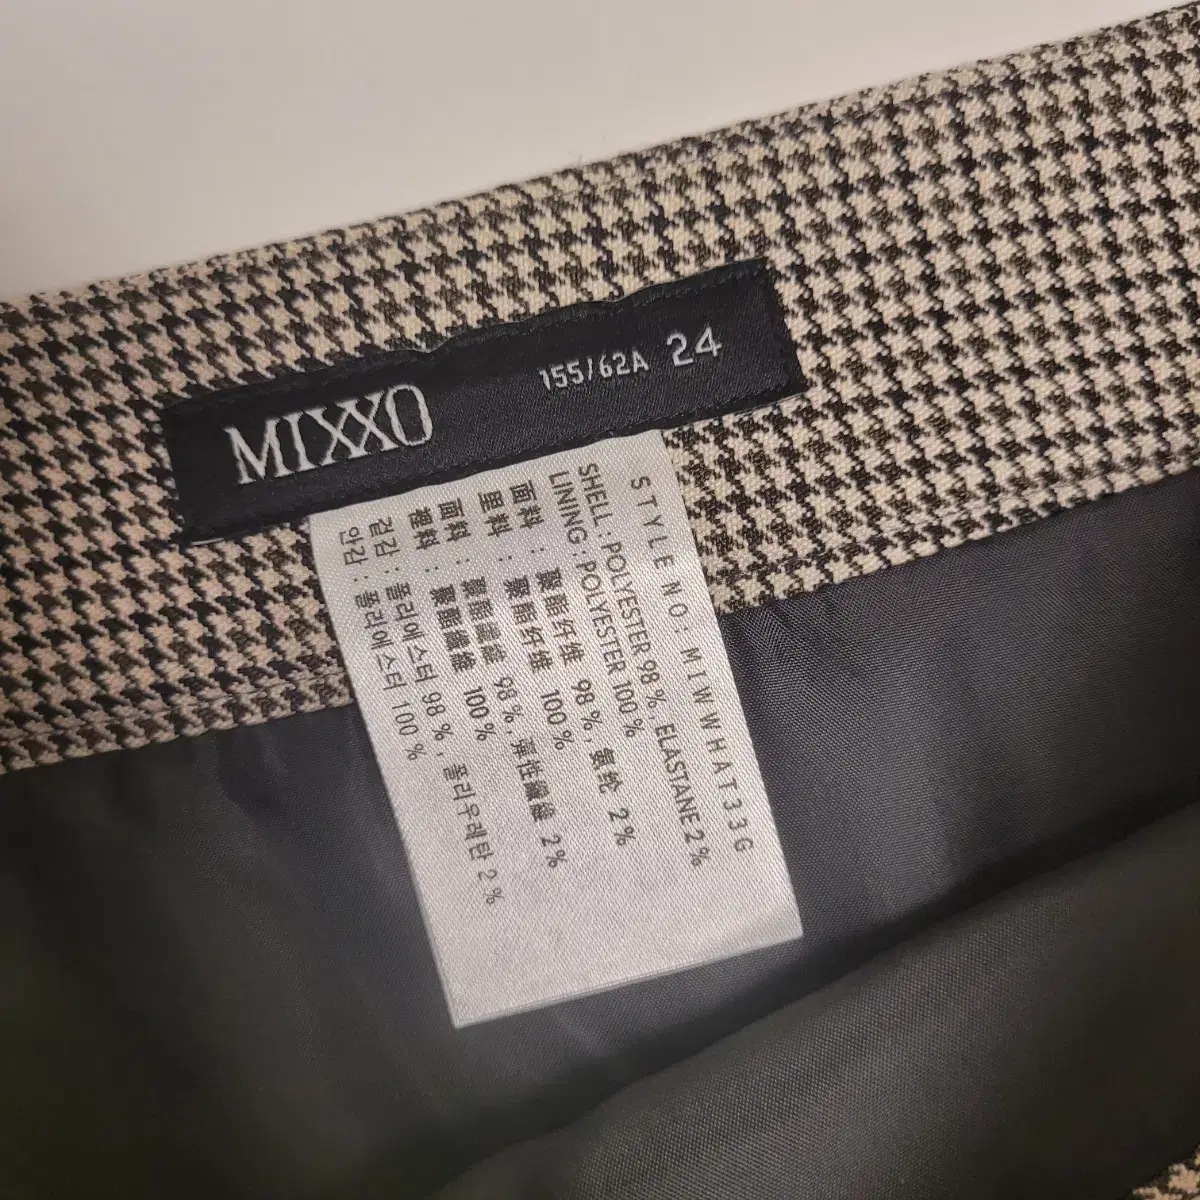 MIXXO 155/62A 24
STYLE NO: MIWWHAT33G
SHELL: POLYESTER 98%, ELASTANE 2%
LINING: POLYESTER 100%
面料: 聚酯纤维 98%, 氨纶 2%
里料: 聚酯纤维 100%
面料: 聚酯纖維 98%, 彈性纖維 2%
裡料: 聚酯纖維 100%
겉감: 폴리에스터 98%, 폴리우레탄 2%
안감: 폴리에스터 100%